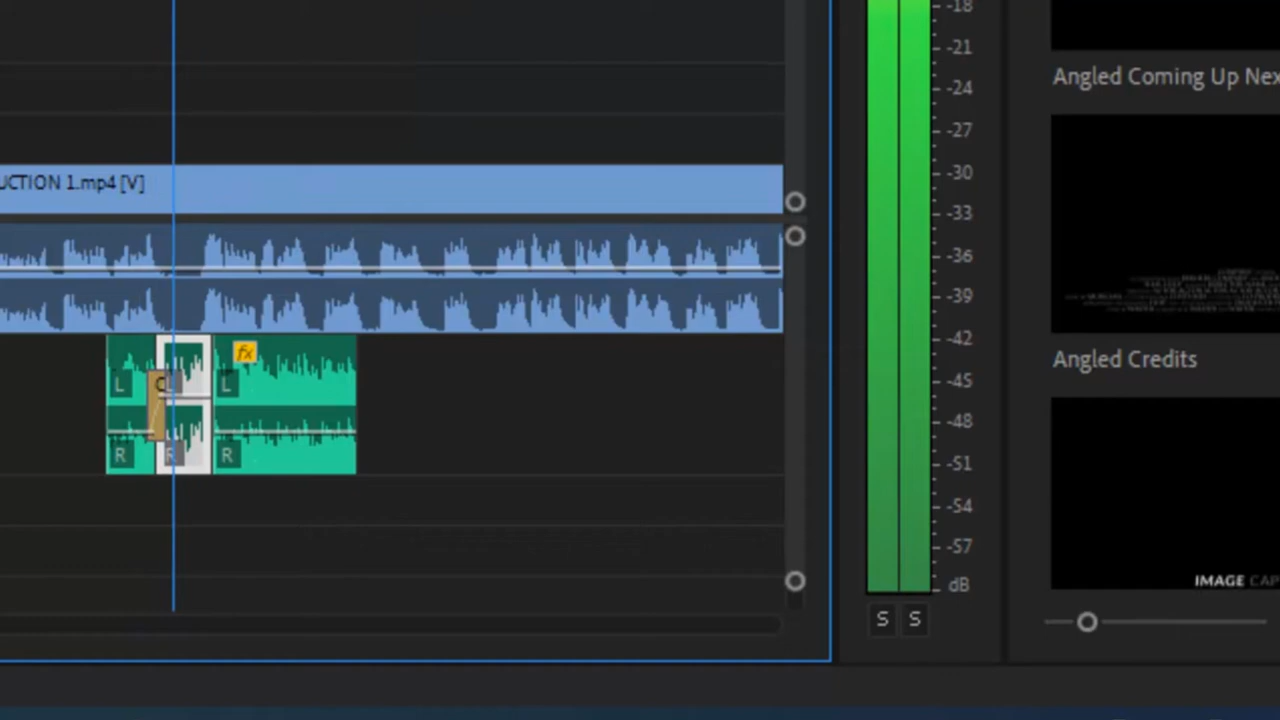 -18
-21
-24
Angled Coming Up Nex
-27
-30
UCTION 1.mp4 [V]
-33
-36
-39
-42
fx
Angled Credits
L
L
L
-45
-48
R
R
R
-51
-54
-57
IMAGE CAP
dB
S S